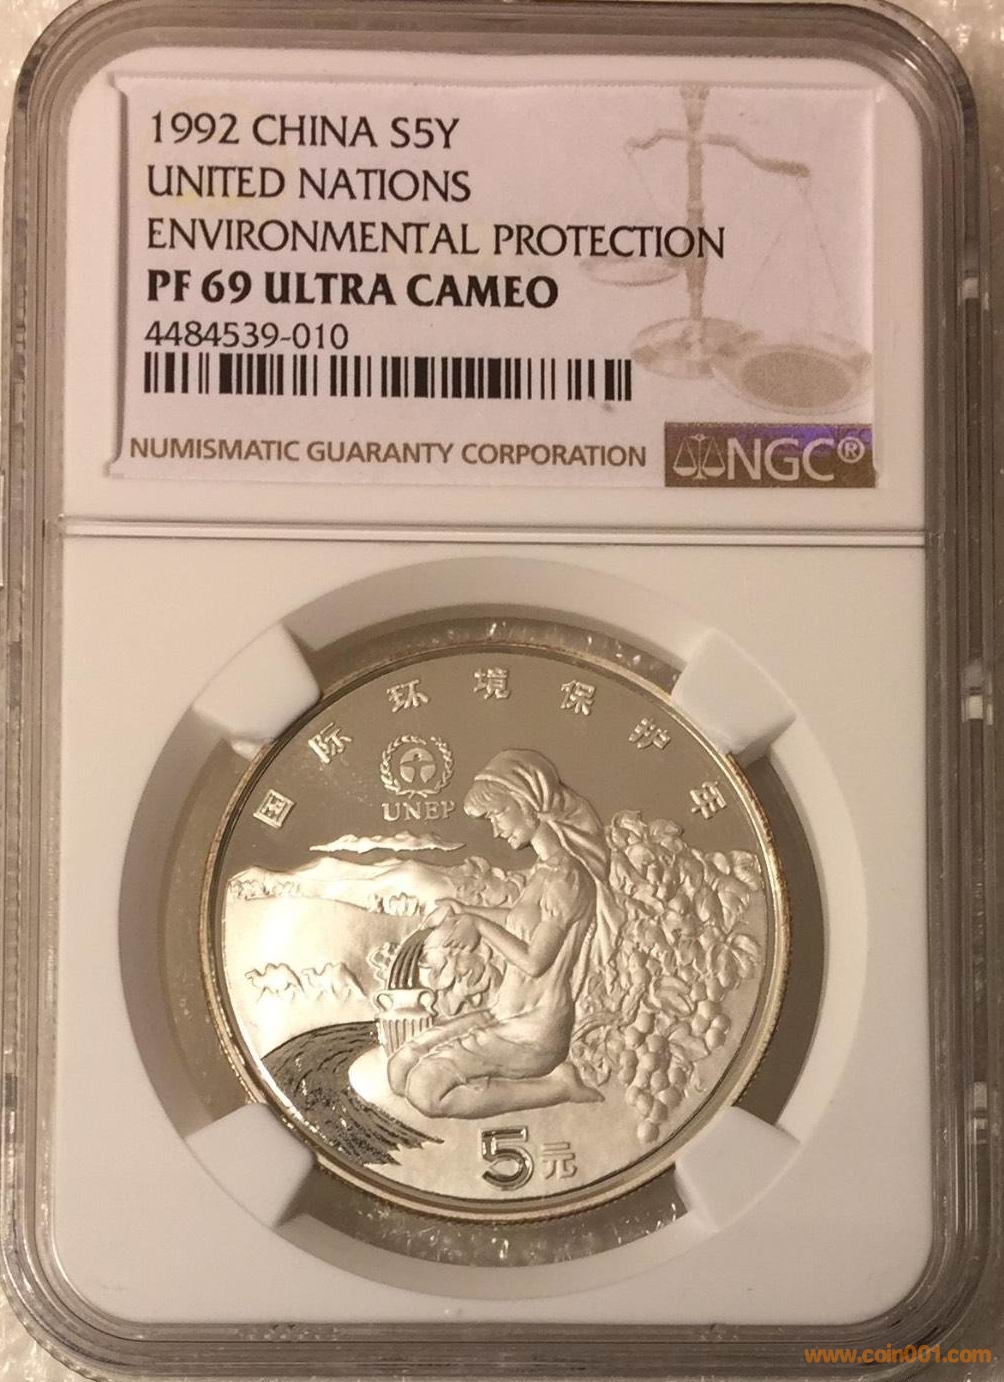 1992 CHINA S5Y
UNITED NATIONS
ENVIRONMENTAL PROTECTION
PF 69 ULTRA CAMEO
4484539-010
NUMISMATIC GUARANTY CORPORATION
NGC®
国际环境保护年
UNEP
5元
www.coin001.com